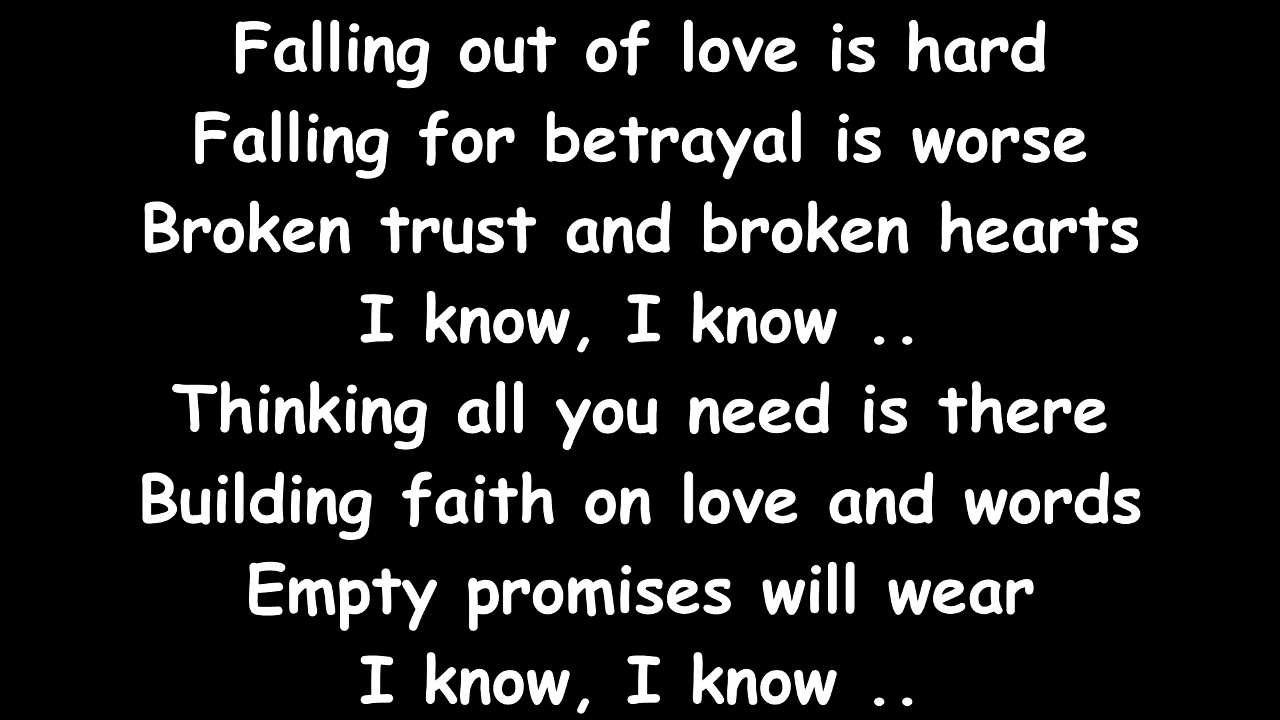 Falling out of love is hard
Falling for betrayal is worse
Broken trust and broken hearts
I know, I know ..
Thinking all you need is there
Building faith on love and words
Empty promises will wear
I know, I know ..